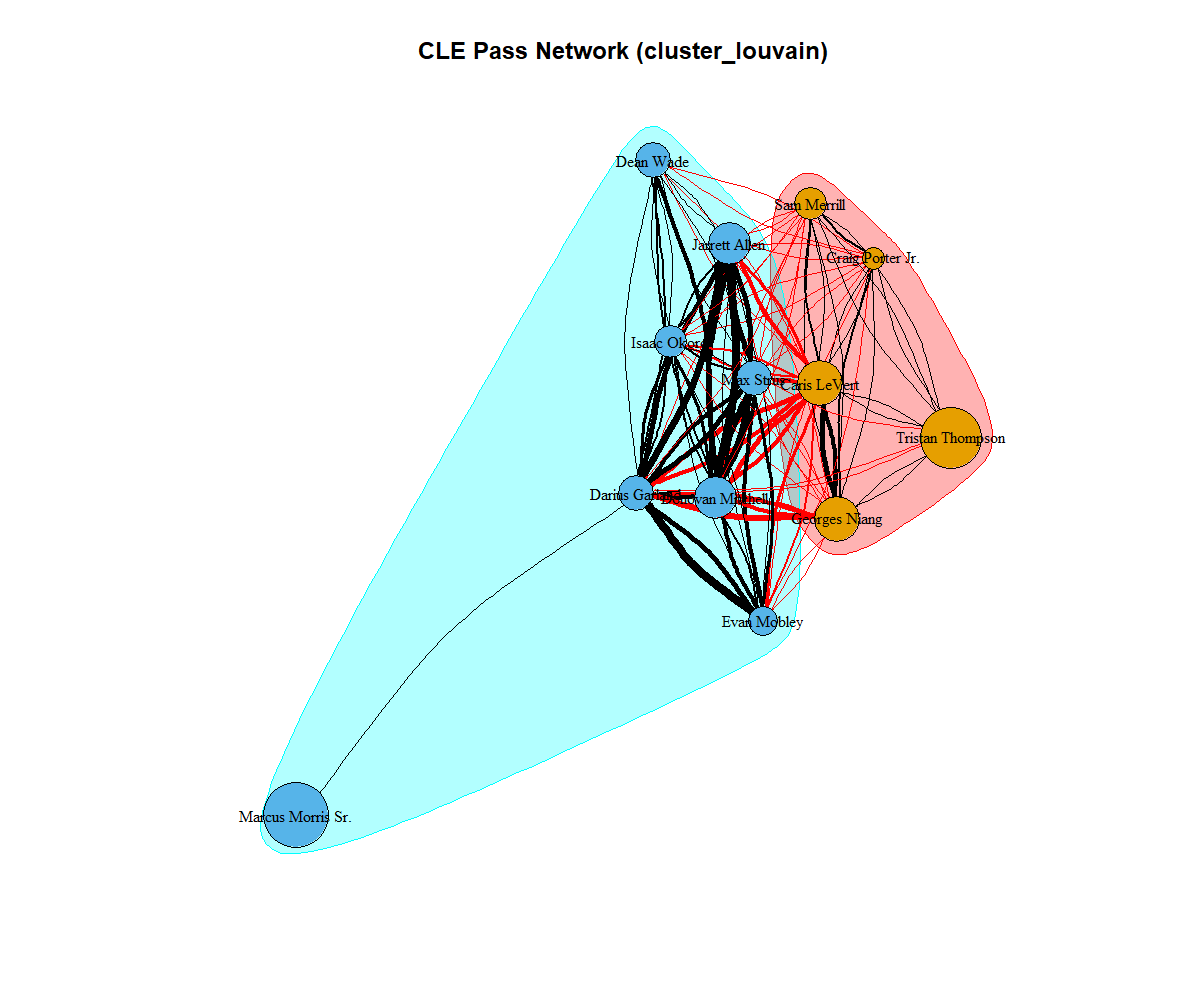 CLE Pass Network (cluster_louvain)
Dean Wade
Sam Merrill
Jarrett Allen
Craig Porter Jr.
Isaac Okoro
Max Strus
Caris LeVert
Tristan Thompson
Darius Garland
Donovan Mitchell
Georges Niang
Evan Mobley
Marcus Morris Sr.